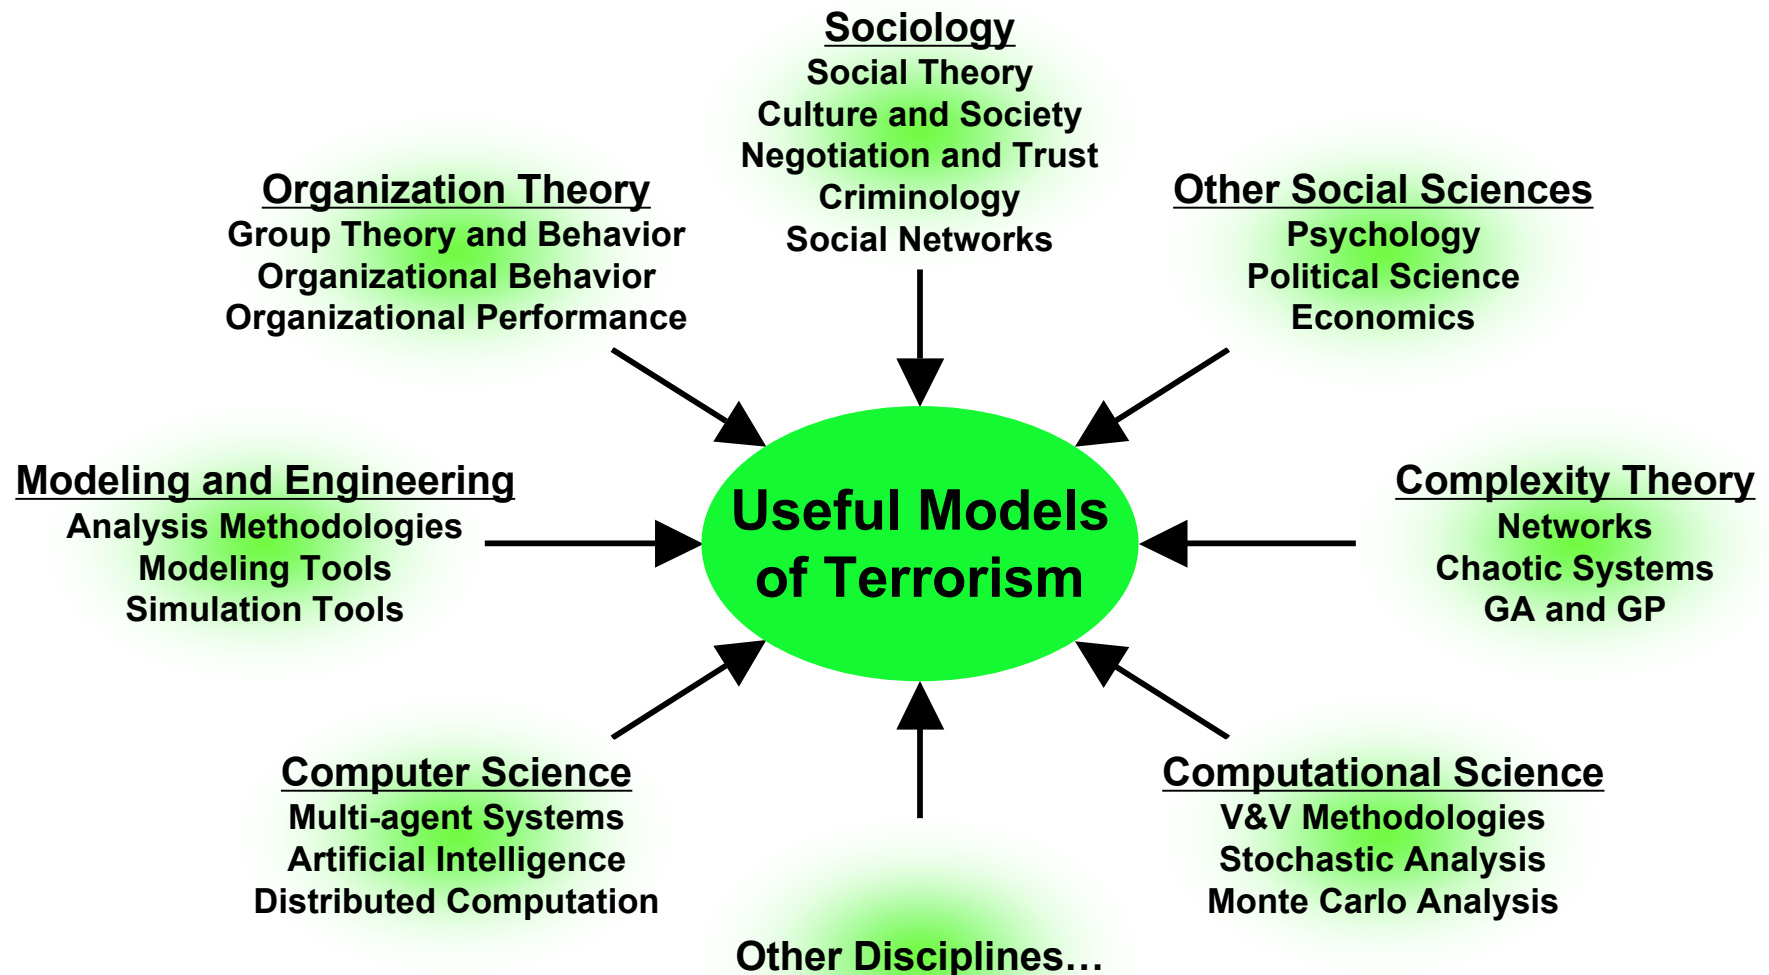 Sociology
Social Theory
Culture and Society
Negotiation and Trust
Criminology
Social Networks
Organization Theory
Group Theory and Behavior
Organizational Behavior
Organizational Performance
Other Social Sciences
Psychology
Political Science
Economics
Modeling and Engineering
Analysis Methodologies
Modeling Tools
Simulation Tools
Useful Models
of Terrorism
Complexity Theory
Networks
Chaotic Systems
GA and GP
Computer Science
Multi-agent Systems
Artificial Intelligence
Distributed Computation
Computational Science
V&V Methodologies
Stochastic Analysis
Monte Carlo Analysis
Other Disciplines…